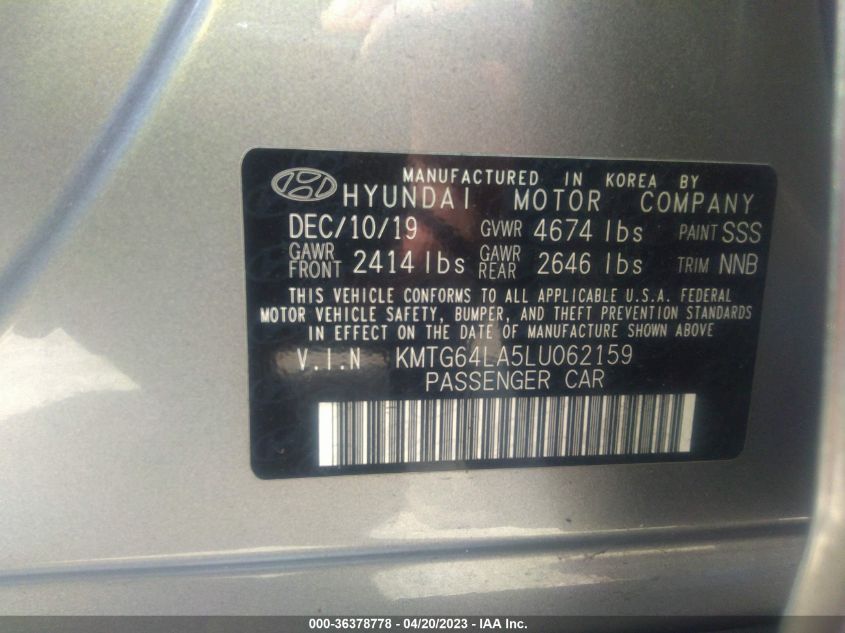 MANUFACTURED IN KOREA BY
HYUNDAI MOTOR COMPANY
DEC/10/19 GVWR 4674 lbs PAINT SSS
GAWR FRONT 2414 lbs GAWR REAR 2646 lbs TRIM NNB
THIS VEHICLE CONFORMS TO ALL APPLICABLE U.S.A. FEDERAL
MOTOR VEHICLE SAFETY, BUMPER, AND THEFT PREVENTION STANDARDS
IN EFFECT ON THE DATE OF MANUFACTURE SHOWN ABOVE
V.I.N KMTG64LA5LU062159
PASSENGER CAR
000-36378778 - 04/20/2023 - IAA Inc.